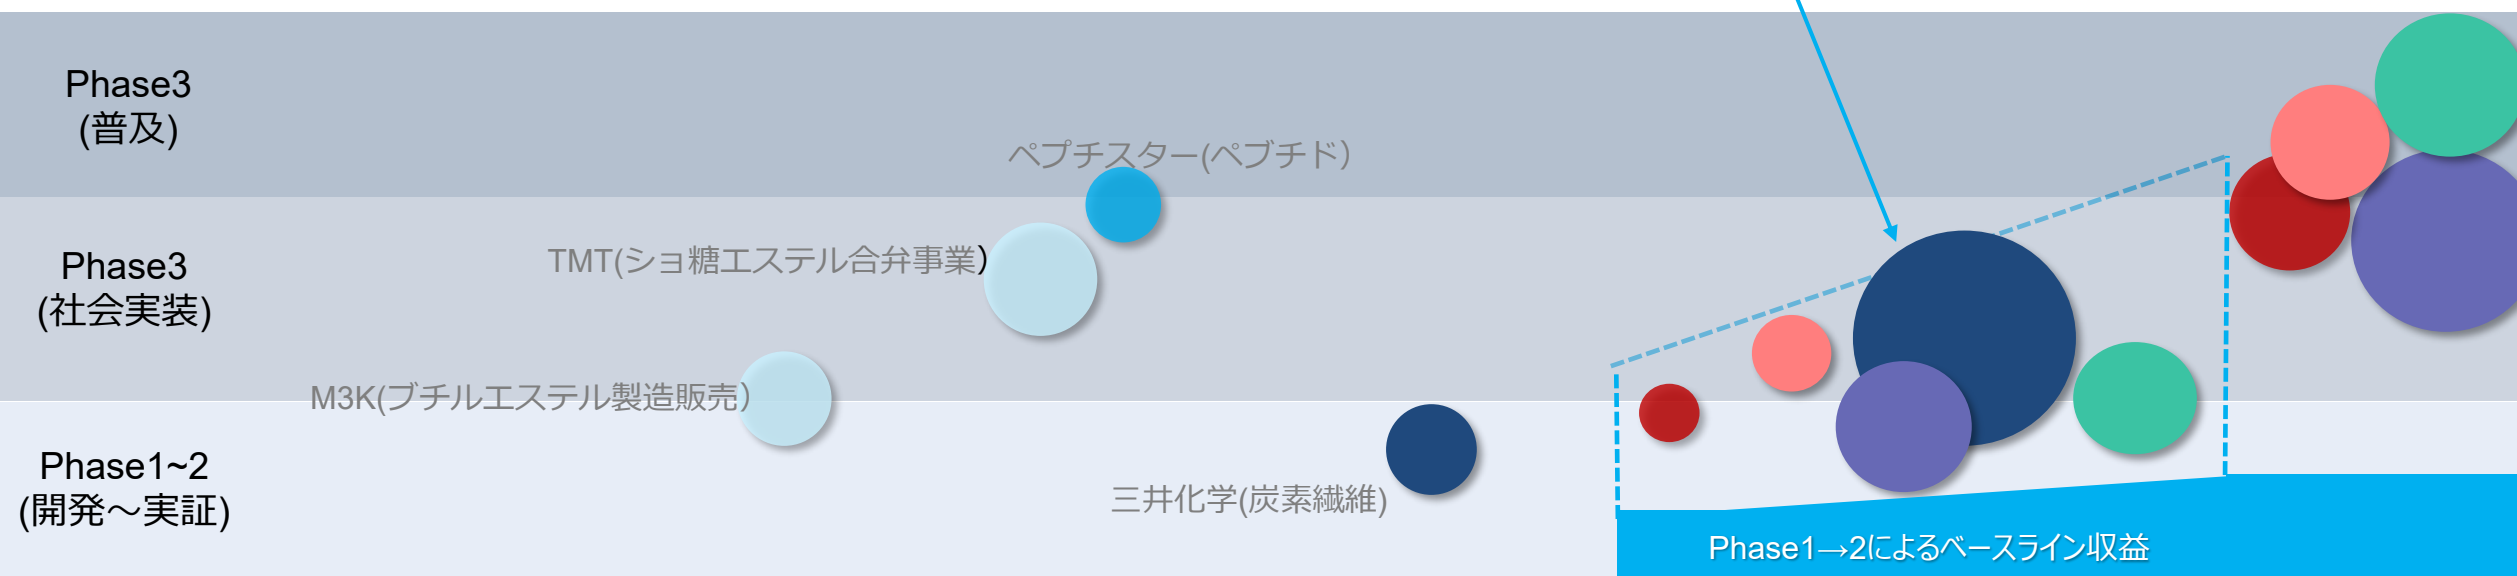 Phase3
(普及)
ペプチスター(ペプチド）
TMT(ショ糖エステル合弁事業)
Phase3
(社会実装)
M3K(ブチルエステル製造販売）
Phase1~2
(開発～実証)
三井化学(炭素繊維)
Phase1→2によるベースライン収益